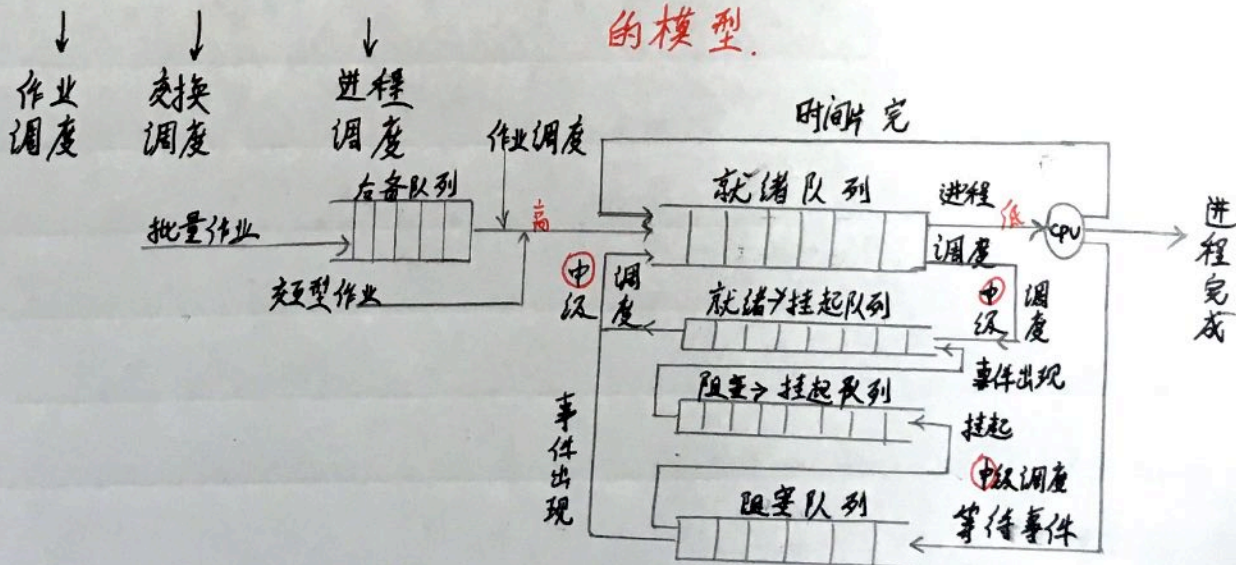 的模型.
作业
调度
交换
调度
进程
调度
作业调度
时间片完
后备队列
就绪队列
批量作业
高
进程
低
CPU
调度
交互型作业
中级
调度
就绪→挂起队列
中级
调度
进程完成
事件出现
阻塞→挂起队列
挂起
事件出现
中级调度
阻塞队列
等待事件